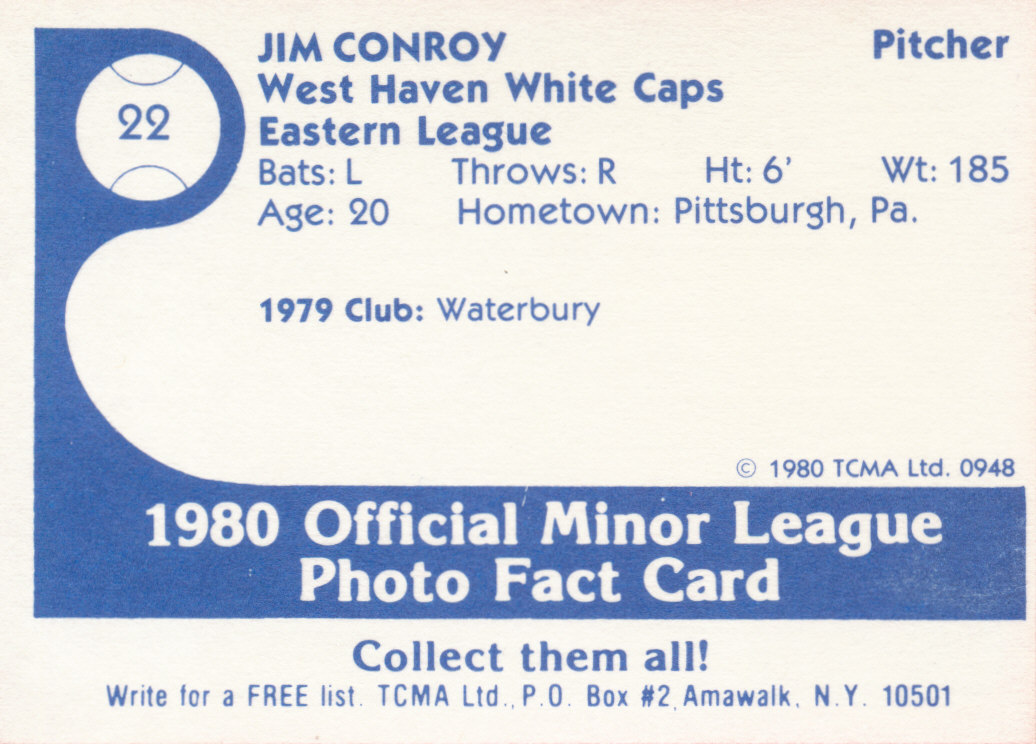 22
JIM CONROY Pitcher
West Haven White Caps
Eastern League
Bats: L Throws: R Ht: 6' Wt: 185
Age: 20 Hometown: Pittsburgh, Pa.
1979 Club: Waterbury
© 1980 TCMA Ltd. 0948
1980 Official Minor League
Photo Fact Card
Collect them all!
Write for a FREE list. TCMA Ltd., P.O. Box #2, Amawalk, N.Y. 10501